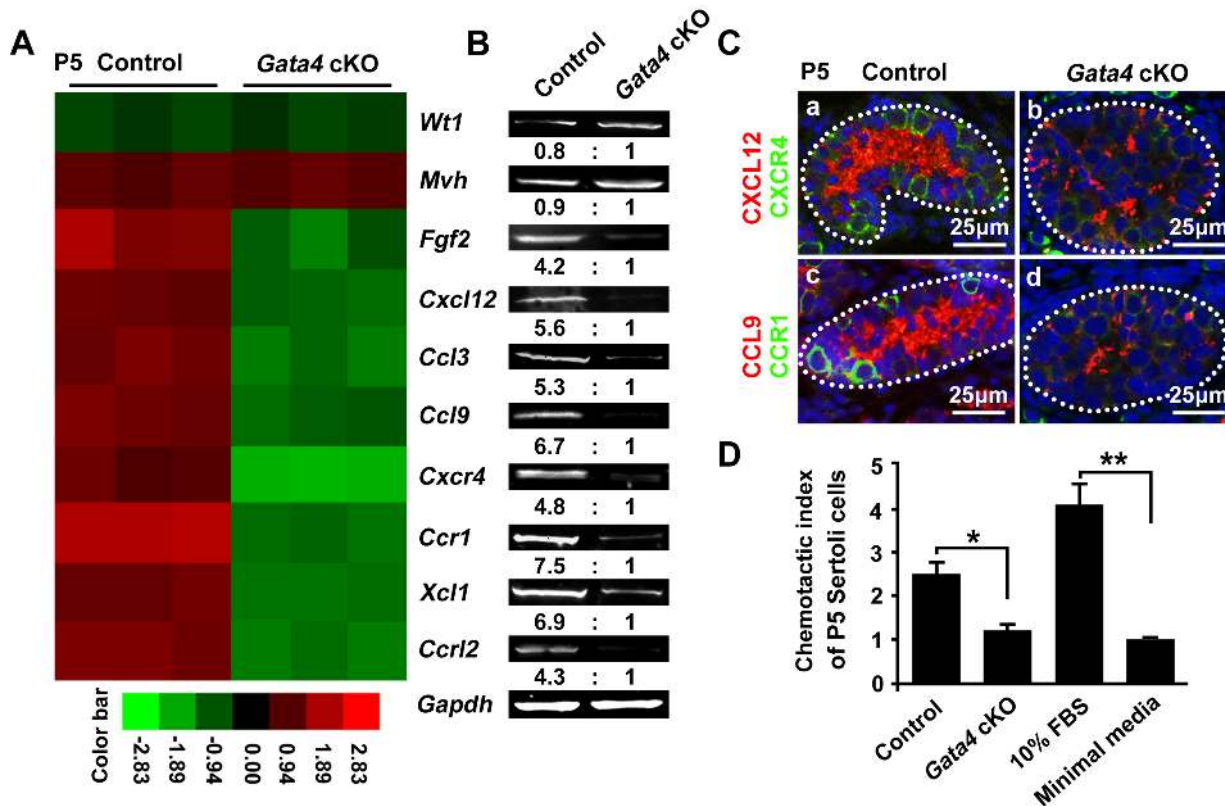 A
P5 Control Gata4 cKO
Color bar
-2.83
-1.89
-0.94
0.00
0.94
1.89
2.83
B
Control Gata4 cKO
Wt1
0.8 : 1
Mvh
0.9 : 1
Fgf2
4.2 : 1
Cxcl12
5.6 : 1
Ccl3
5.3 : 1
Ccl9
6.7 : 1
Cxcr4
4.8 : 1
Ccr1
7.5 : 1
Xcl1
6.9 : 1
Ccrl2
4.3 : 1
Gapdh
C
P5 Control Gata4 cKO
CXCL12
CXCR4
a
25µm
b
25µm
CCL9
CCR1
c
25µm
d
25µm
D
Chemotactic index
of P5 Sertoli cells
5
4
3
2
1
0
*
**
Control
Gata4 cKO
10% FBS
Minimal media